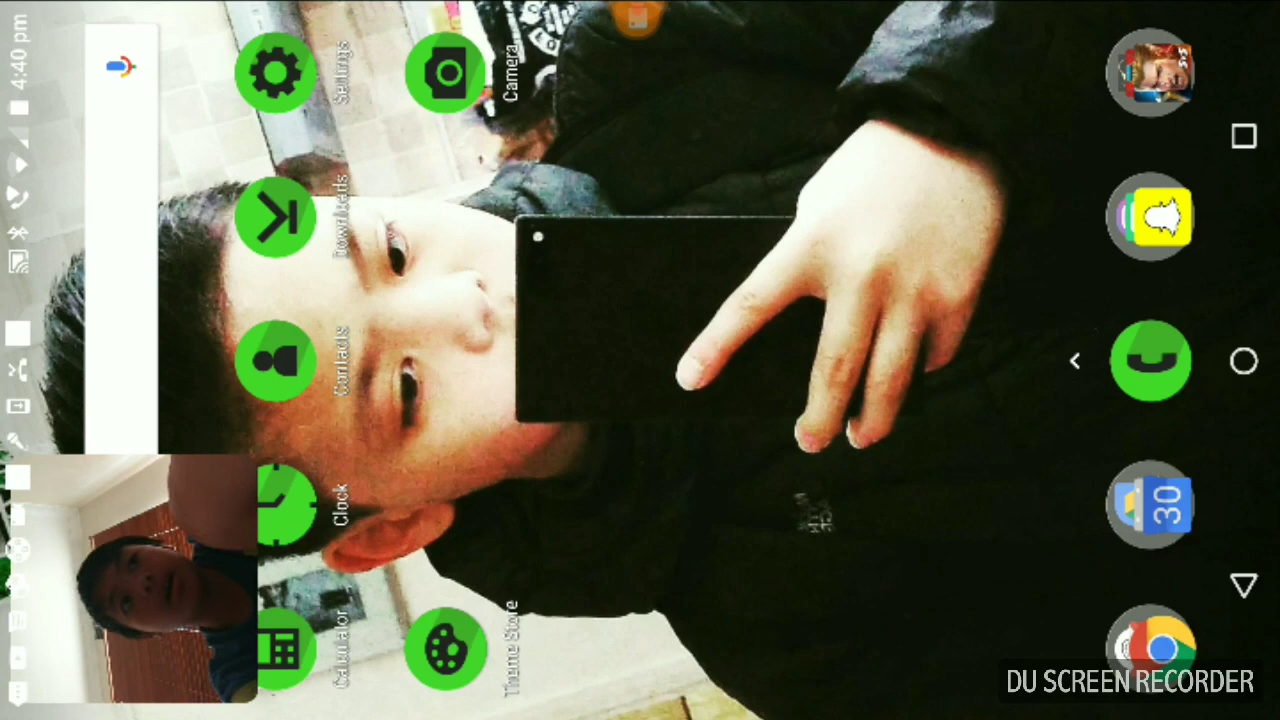 4:40 pm
Settings
Downloads
Contacts
Clock
Calculator
Camera
Theme Store
30
DU SCREEN RECORDER